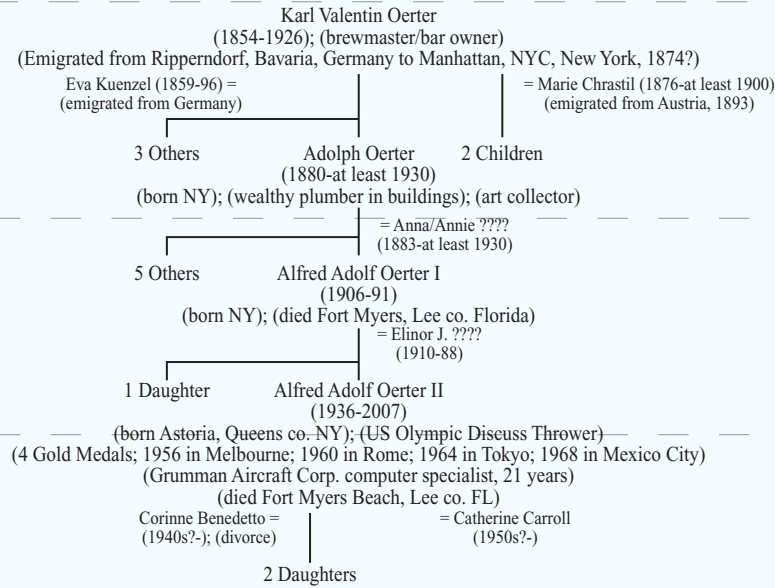 Karl Valentin Oerter
(1854-1926); (brewmaster/bar owner)
(Emigrated from Ripperndorf, Bavaria, Germany to Manhattan, NYC, New York, 1874?)
Eva Kuenzel (1859-96) =
(emigrated from Germany)
= Marie Chrastil (1876-at least 1900)
(emigrated from Austria, 1893)
3 Others
Adolph Oerter
2 Children
(1880-at least 1930)
(born NY); (wealthy plumber in buildings); (art collector)
= Anna/Annie ????
(1883-at least 1930)
5 Others
Alfred Adolf Oerter I
(1906-91)
(born NY); (died Fort Myers, Lee co. Florida)
= Elinor J. ????
(1910-88)
1 Daughter
Alfred Adolf Oerter II
(1936-2007)
(born Astoria, Queens co. NY); (US Olympic Discuss Thrower)
(4 Gold Medals; 1956 in Melbourne; 1960 in Rome; 1964 in Tokyo; 1968 in Mexico City)
(Grumman Aircraft Corp. computer specialist, 21 years)
(died Fort Myers Beach, Lee co. FL)
Corinne Benedetto =
(1940s?-); (divorce)
= Catherine Carroll
(1950s?-)
2 Daughters